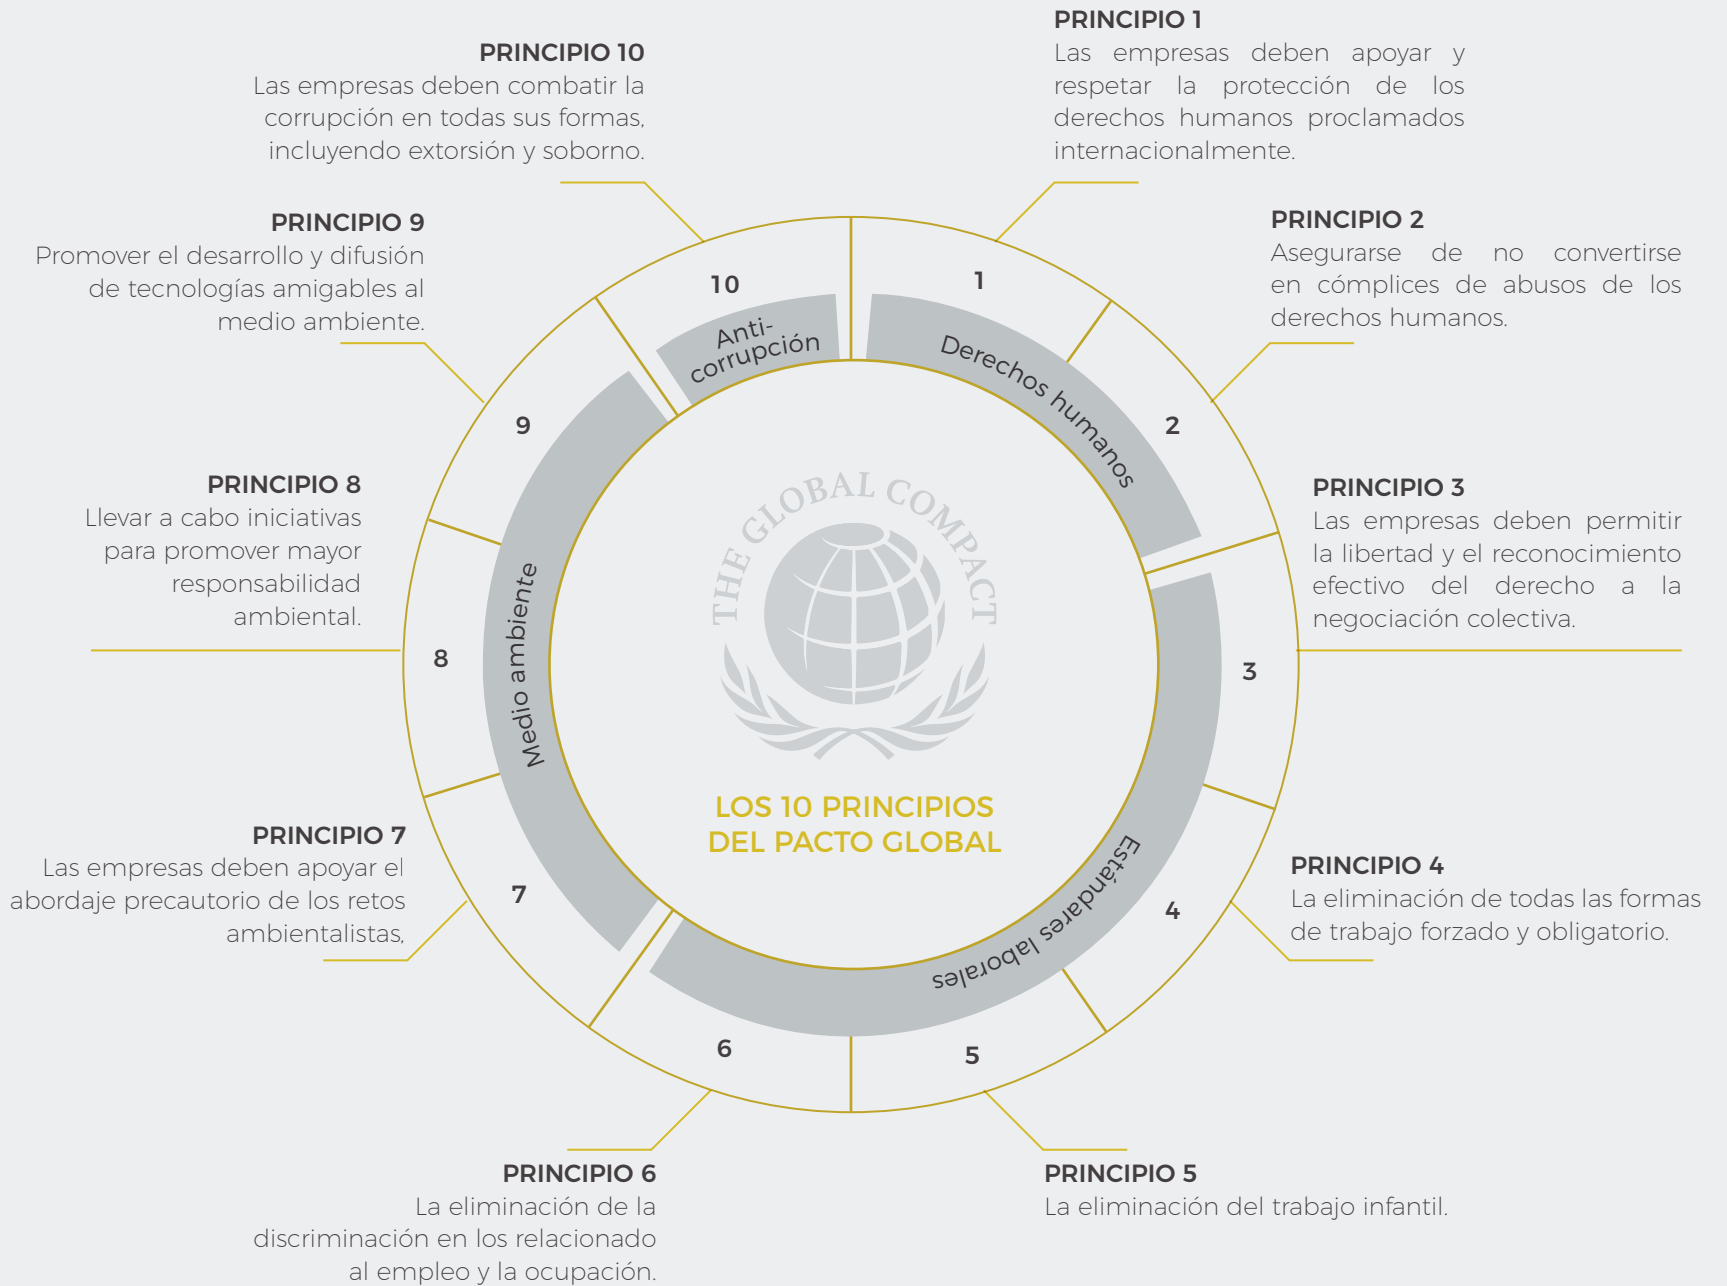 PRINCIPIO 1
Las empresas deben apoyar y
respetar la protección de los
derechos humanos proclamados
internacionalmente.
PRINCIPIO 2
Asegurarse de no convertirse
en cómplices de abusos de los
derechos humanos.
PRINCIPIO 3
Las empresas deben permitir
la libertad y el reconocimiento
efectivo del derecho a la
negociación colectiva.
PRINCIPIO 4
La eliminación de todas las formas
de trabajo forzado y obligatorio.
PRINCIPIO 5
La eliminación del trabajo infantil.
PRINCIPIO 6
La eliminación de la
discriminación en los relacionado
al empleo y la ocupación.
PRINCIPIO 7
Las empresas deben apoyar el
abordaje precautorio de los retos
ambientalistas,
PRINCIPIO 8
Llevar a cabo iniciativas
para promover mayor
responsabilidad
ambiental.
PRINCIPIO 9
Promover el desarrollo y difusión
de tecnologías amigables al
medio ambiente.
PRINCIPIO 10
Las empresas deben combatir la
corrupción en todas sus formas,
incluyendo extorsión y soborno.
1
2
3
4
5
6
7
8
9
10
Derechos humanos
Estándares laborales
Medio ambiente
Anti-
corrupción
THE GLOBAL COMPACT
LOS 10 PRINCIPIOS
DEL PACTO GLOBAL